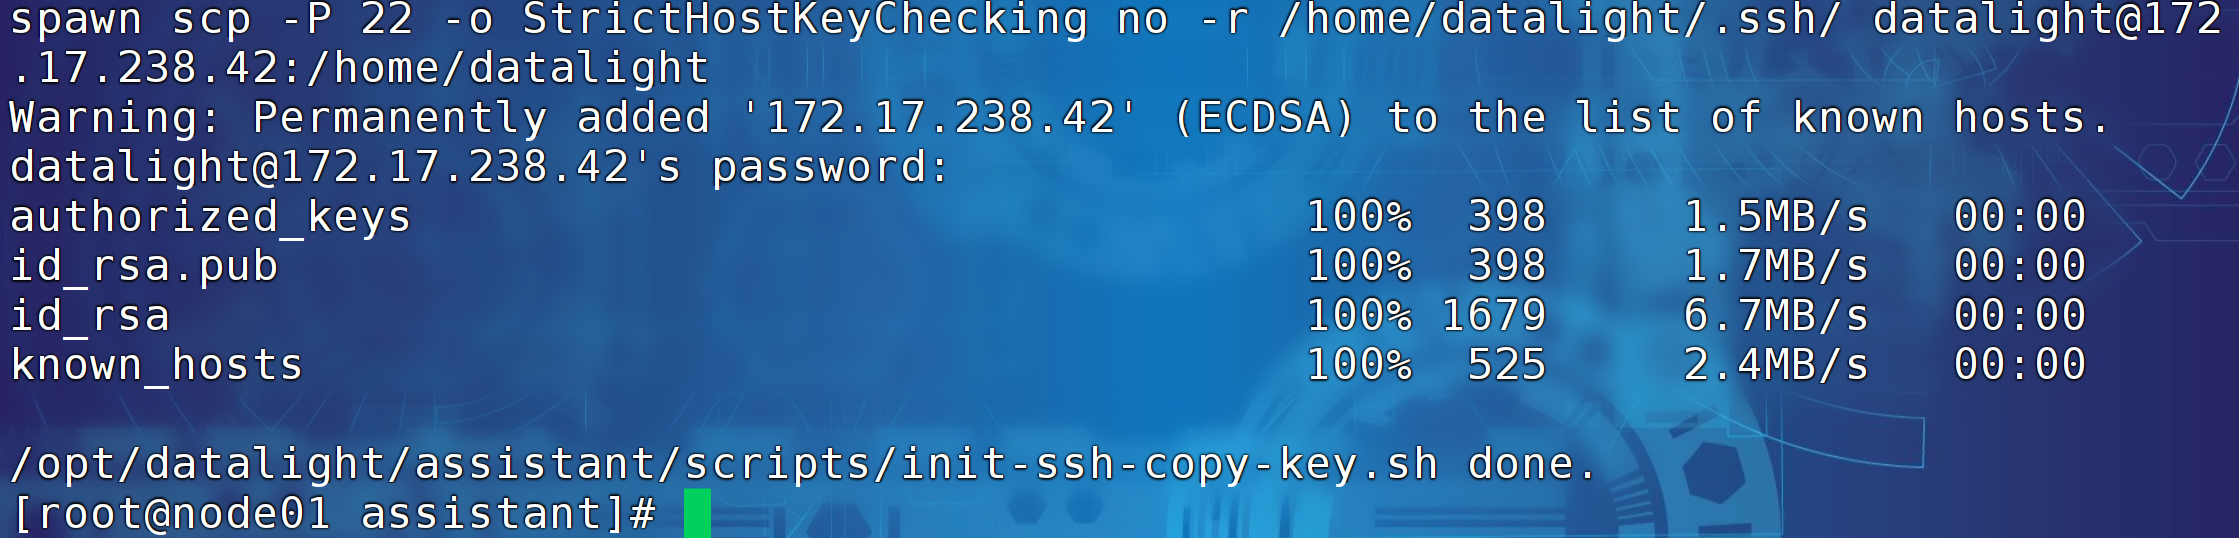 spawn scp -P 22 -o StrictHostKeyChecking no -r /home/datalight/.ssh/ datalight@172
.17.238.42:/home/datalight
Warning: Permanently added '172.17.238.42' (ECDSA) to the list of known hosts.
datalight@172.17.238.42's password:
authorized_keys 100% 398 1.5MB/s 00:00
id_rsa.pub 100% 398 1.7MB/s 00:00
id_rsa 100% 1679 6.7MB/s 00:00
known_hosts 100% 525 2.4MB/s 00:00
/opt/datalight/assistant/scripts/init-ssh-copy-key.sh done.
[root@node01 assistant]#